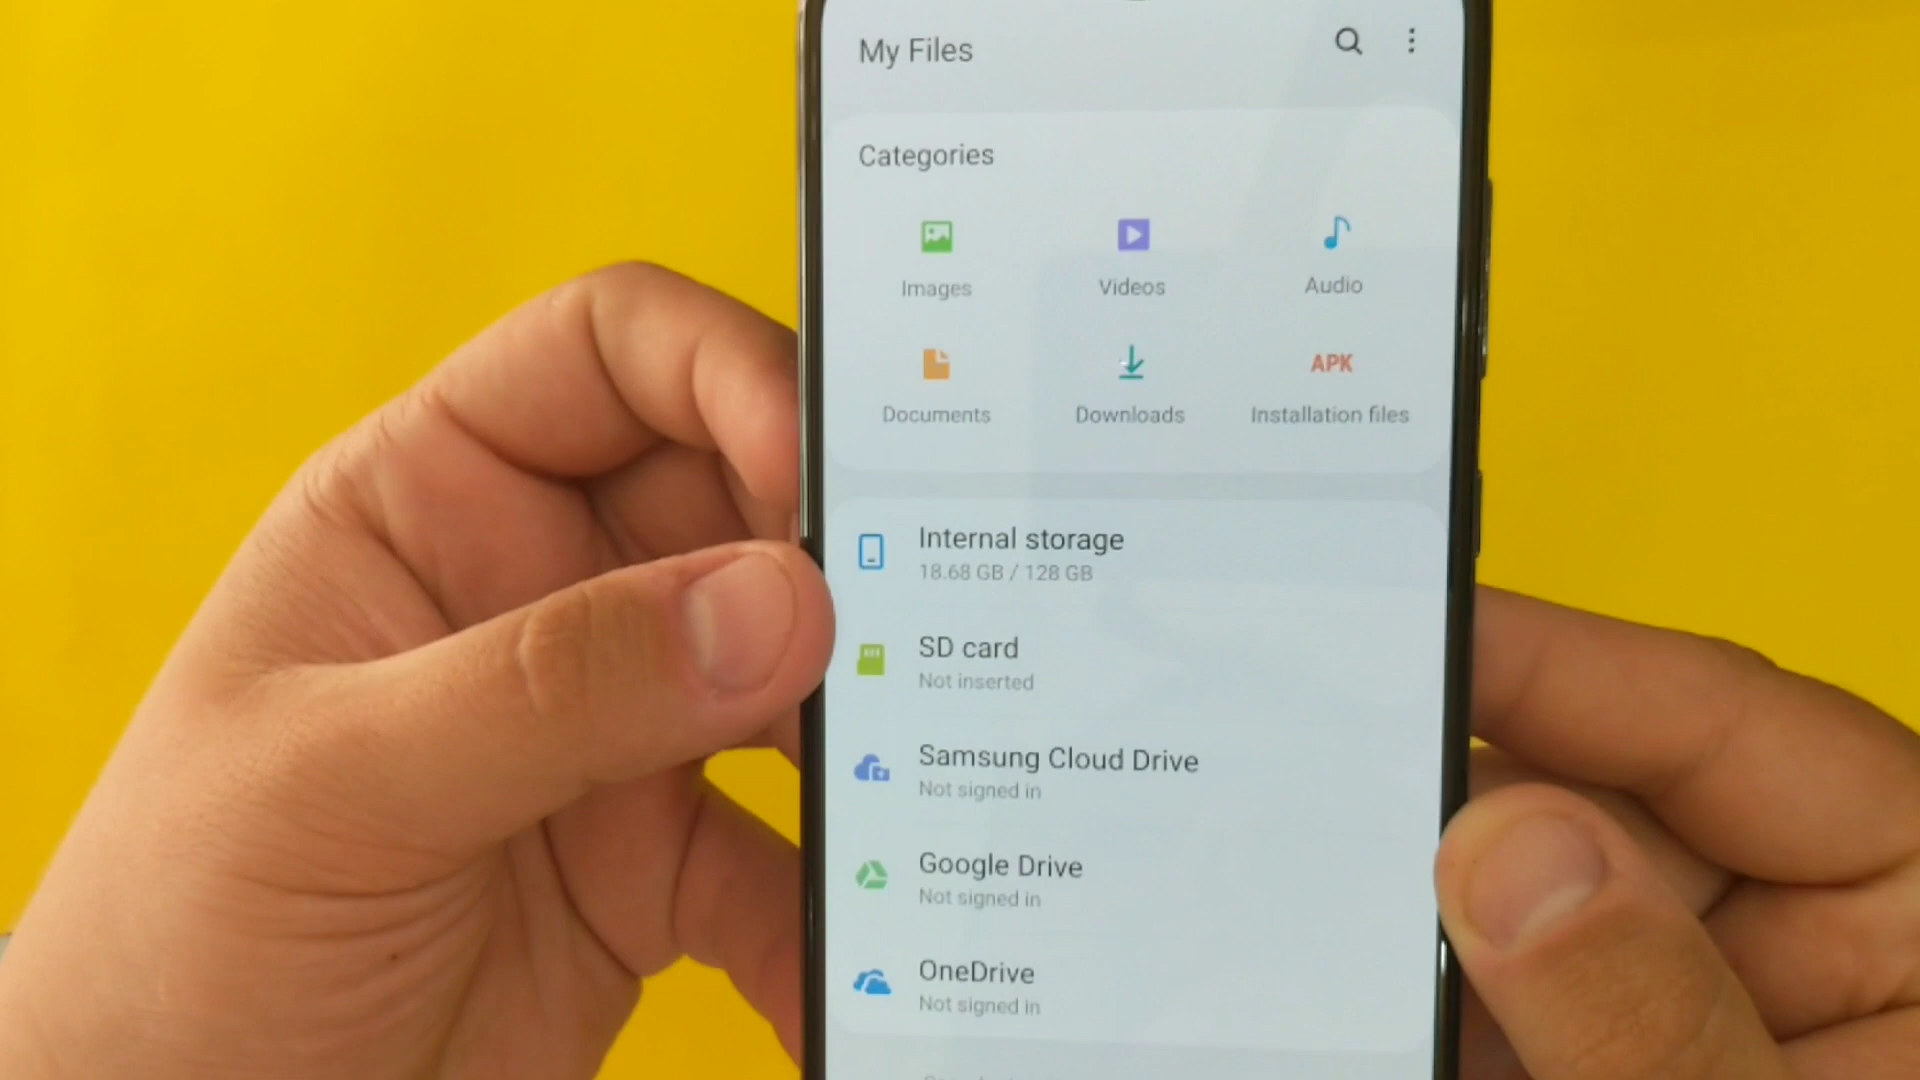 My Files
Categories
Images
Videos
Audio
Documents
Downloads
APK
Installation files
Internal storage
18.68 GB / 128 GB
SD card
Not inserted
Samsung Cloud Drive
Not signed in
Google Drive
Not signed in
OneDrive
Not signed in